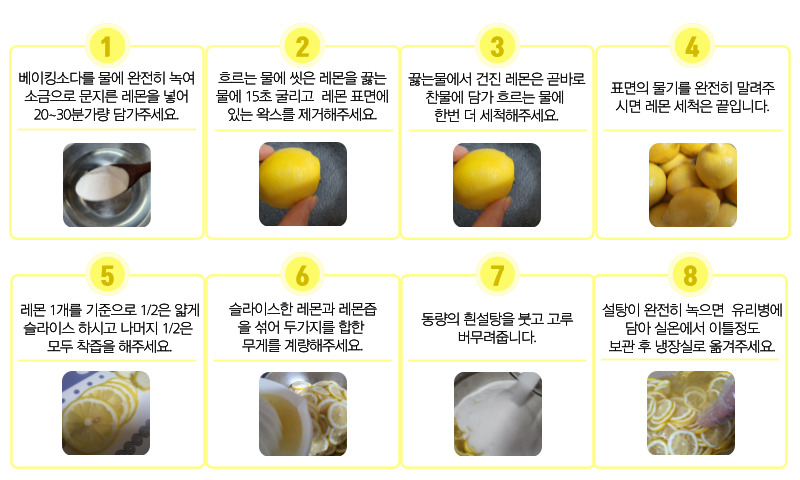 1
베이킹소다를 물에 완전히 녹여
소금으로 문지른 레몬을 넣어
20~30분가량 담가주세요.
2
흐르는 물에 씻은 레몬을 끓는
물에 15초 굴리고 레몬 표면에
있는 왁스를 제거해주세요.
3
끓는물에서 건진 레몬은 곧바로
찬물에 담가 흐르는 물에
한번 더 세척해주세요.
4
표면의 물기를 완전히 말려주
시면 레몬 세척은 끝입니다.
5
레몬 1개를 기준으로 1/2은 얇게
슬라이스 하시고 나머지 1/2은
모두 착즙을 해주세요.
6
슬라이스한 레몬과 레몬즙
을 섞어 두가지를 합한
무게를 계량해주세요.
7
동량의 흰설탕을 붓고 고루
버무려줍니다.
8
설탕이 완전히 녹으면 유리병에
담아 실온에서 이틀정도
보관 후 냉장실로 옮겨주세요.